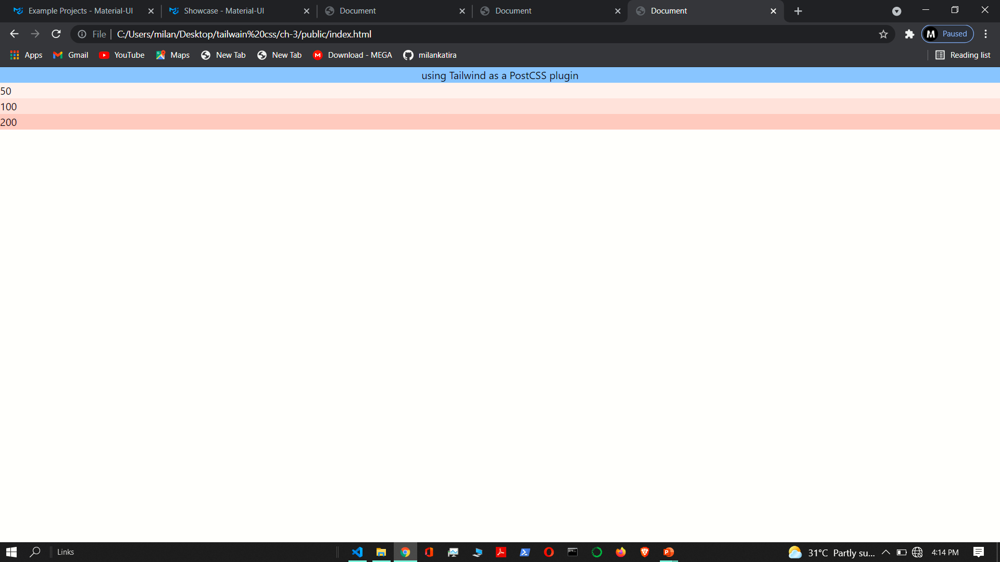 Example Projects - Material-UI
Showcase - Material-UI
Document
Document
Document
File
C:/Users/milan/Desktop/tailwain%20css/ch-3/public/index.html
Paused
Apps
Gmail
YouTube
Maps
New Tab
New Tab
Download - MEGA
milankatira
Reading list
using Tailwind as a PostCSS plugin
50
100
200
Links
31°C Partly su...
4:14 PM